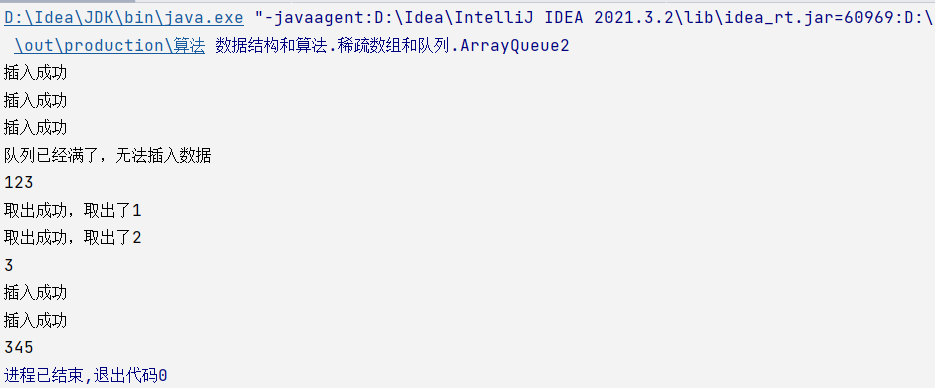 D:\Idea\JDK\bin\java.exe "-javaagent:D:\Idea\IntelliJ IDEA 2021.3.2\lib\idea_rt.jar=60969:D:\
\out\production\算法 数据结构和算法.稀疏数组和队列.ArrayQueue2
插入成功
插入成功
插入成功
队列已经满了，无法插入数据
123
取出成功，取出了1
取出成功，取出了2
3
插入成功
插入成功
345
进程已结束,退出代码0